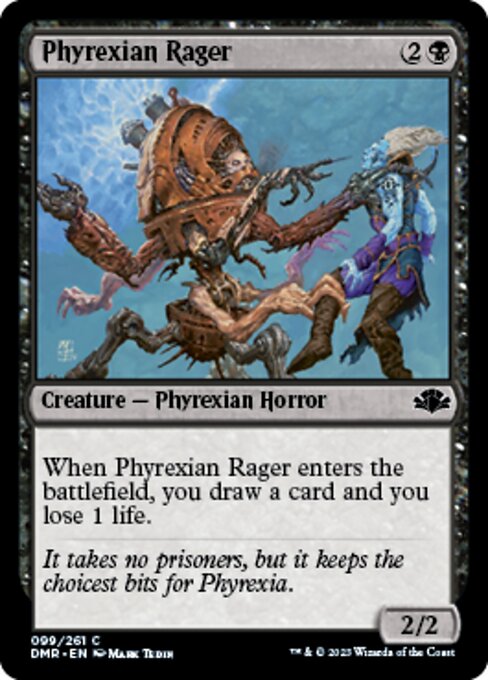 Phyrexian Rager 2
Creature — Phyrexian Horror
When Phyrexian Rager enters the
battlefield, you draw a card and you
lose 1 life.
It takes no prisoners, but it keeps the
choicest bits for Phyrexia.
2/2
099/261 C
DMR • EN Mark Tedin
™ & © 2023 Wizards of the Coast